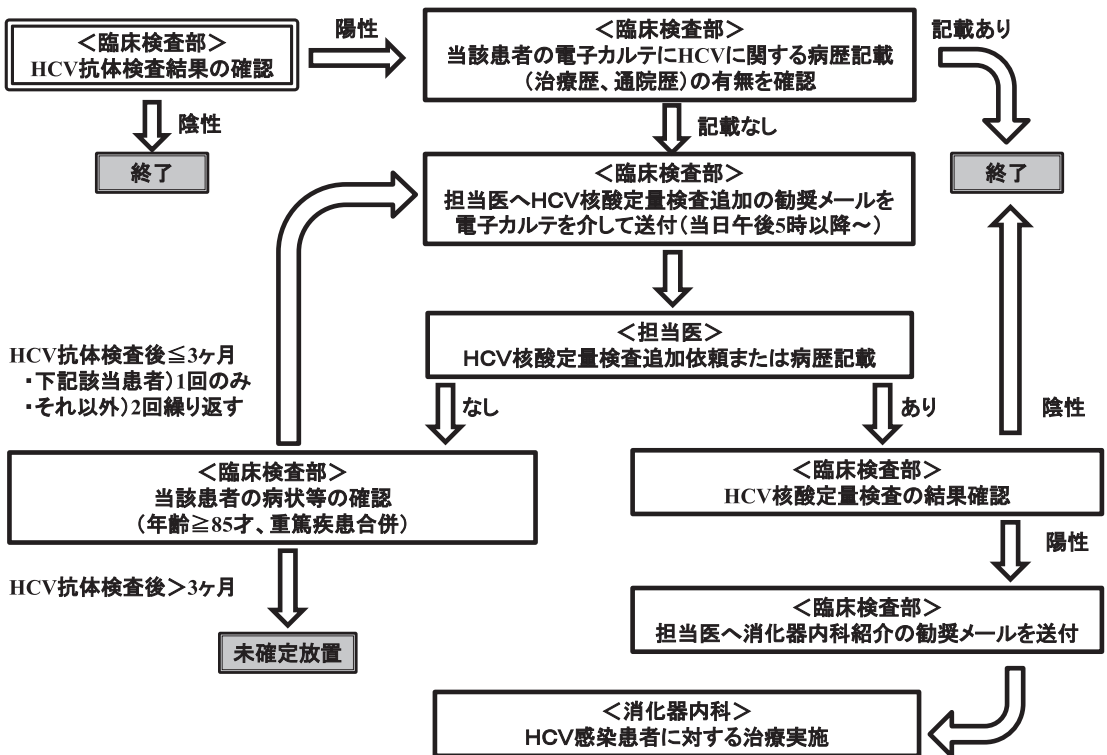 ＜臨床検査部＞
HCV抗体検査結果の確認
陽性
＜臨床検査部＞
当該患者の電子カルテにHCVに関する病歴記載
（治療歴、通院歴）の有無を確認
記載あり
陰性
終了
記載なし
終了
＜臨床検査部＞
担当医へHCV核酸定量検査追加の勧奨メールを
電子カルテを介して送付（当日午後5時以降～）
＜担当医＞
HCV核酸定量検査追加依頼または病歴記載
HCV抗体検査後≦3ヶ月
・下記該当患者）1回のみ
・それ以外）2回繰り返す
なし
あり
陰性
＜臨床検査部＞
当該患者の病状等の確認
（年齢≧85才、重篤疾患合併）
＜臨床検査部＞
HCV核酸定量検査の結果確認
陽性
HCV抗体検査後＞3ヶ月
未確定放置
＜臨床検査部＞
担当医へ消化器内科紹介の勧奨メールを送付
＜消化器内科＞
HCV感染患者に対する治療実施